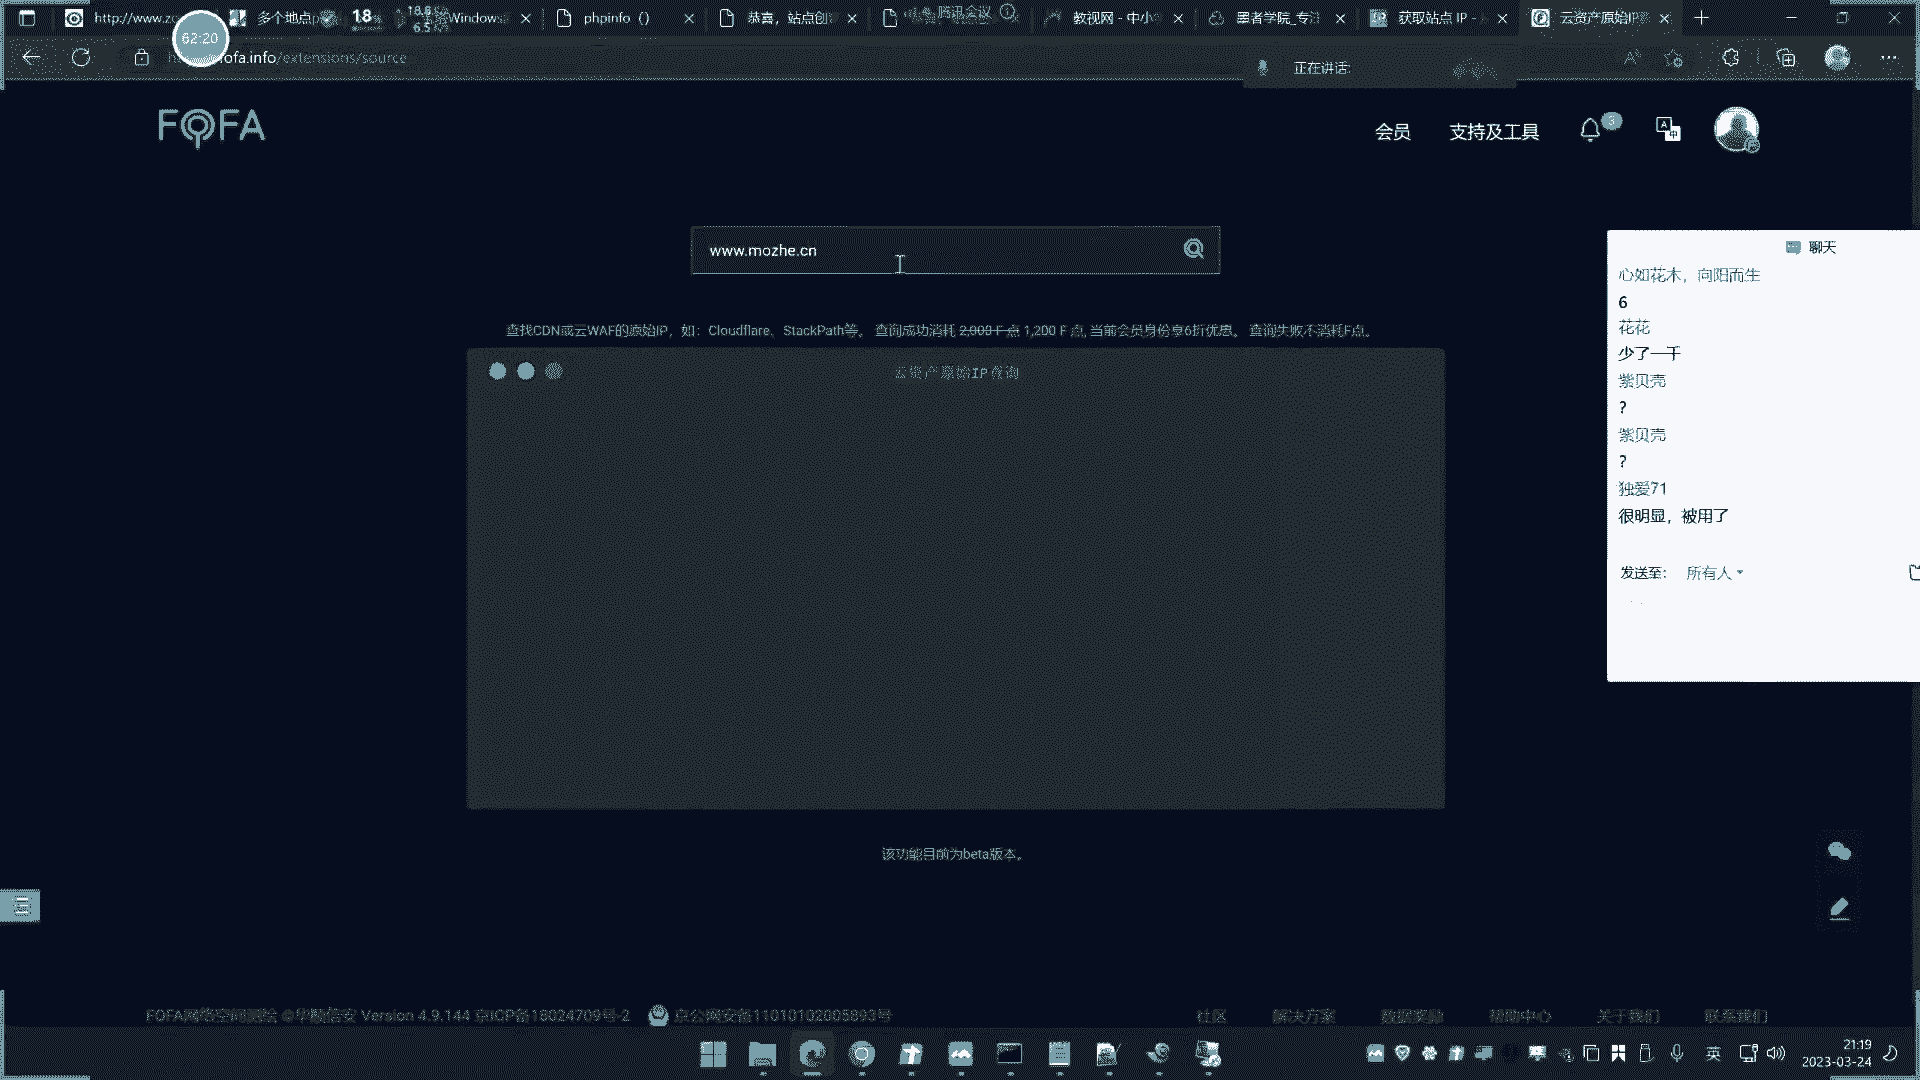 http://www.zc
多个地点p
18%
18.8 K/s
6.5 K/s
Windows
phpinfo ()
恭喜，站点创
腾讯会议
教视网 - 中小学
墨者学院_专注
获取站点 IP -
云资产原始IP
62:20
fofa.info/extensions/source
正在讲话:
FOFA
会员
支持及工具
3
www.mozhe.cn
查找CDN或云WAF的原始IP，如：Cloudflare、StackPath等。 查询成功消耗 2,000 F 点 1,200 F 点, 当前会员身份享6折优惠。 查询失败不消耗F点。
云资产原始IP查询
聊天
心如花木，向阳而生
6
花花
少了一千
紫贝壳
?
紫贝壳
?
独爱71
很明显，被用了
发送至：
所有人
该功能目前为beta版本。
FOFA网络空间测绘 @华顺信安 Version 4.9.144 京ICP备18024709号-2
京公网安备11010102005893号
社区
解决方案
数据奖励
帮助中心
关于我们
联系我们
英
21:19
2023-03-24